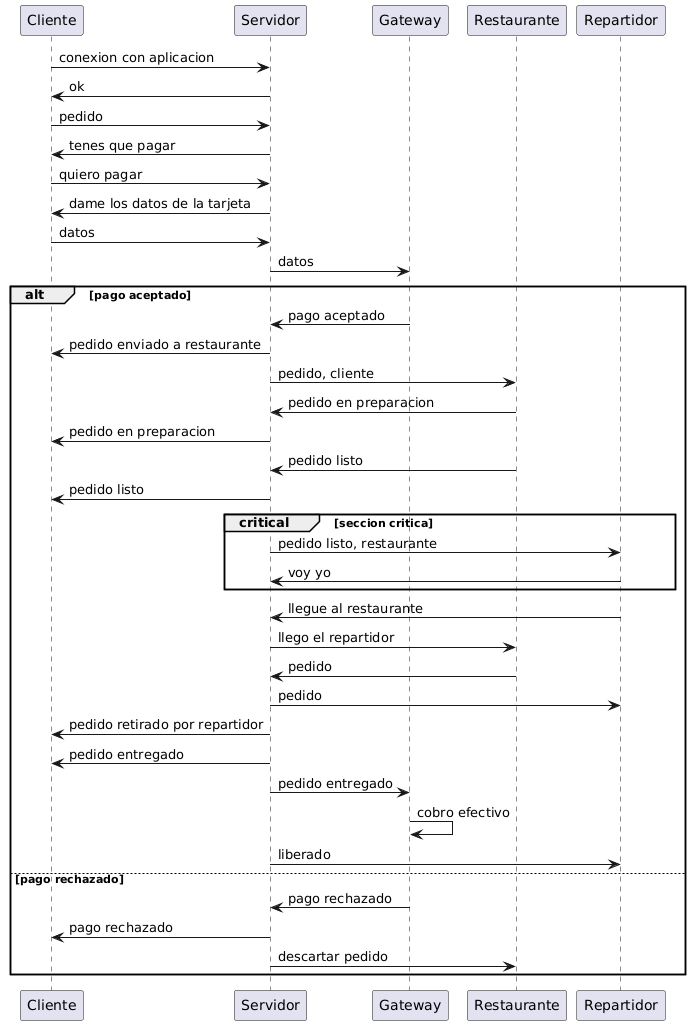 Cliente Servidor Gateway Restaurante Repartidor
conexion con aplicacion
ok
pedido
tenes que pagar
quiero pagar
dame los datos de la tarjeta
datos
datos
alt [pago aceptado]
pago aceptado
pedido enviado a restaurante
pedido, cliente
pedido en preparacion
pedido en preparacion
pedido listo
pedido listo
critical [seccion critica]
pedido listo, restaurante
voy yo
llegue al restaurante
llego el repartidor
pedido
pedido
pedido retirado por repartidor
pedido entregado
pedido entregado
cobro efectivo
liberado
[pago rechazado]
pago rechazado
pago rechazado
descartar pedido
Cliente Servidor Gateway Restaurante Repartidor